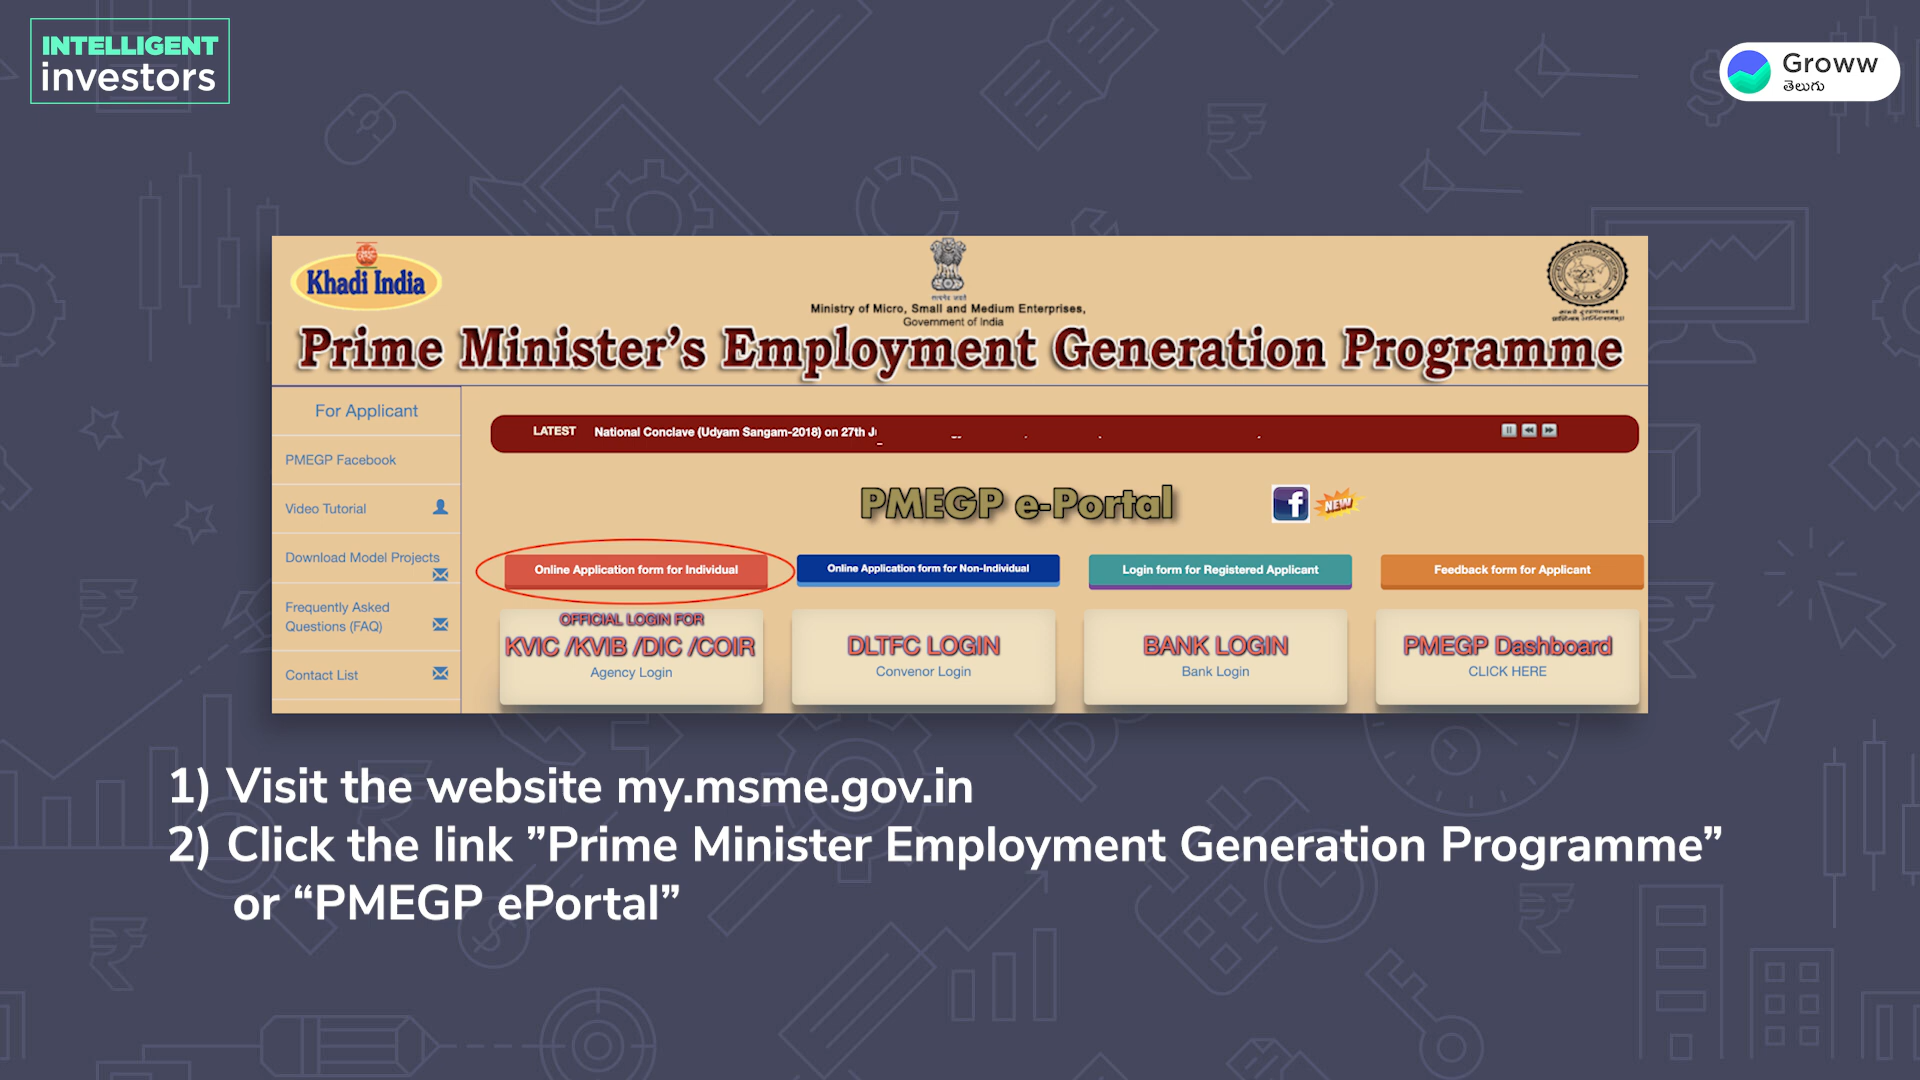 INTELLIGENT
investors
Groww
తెలుగు
Khadi India
सत्यमेव जयते
Ministry of Micro, Small and Medium Enterprises,
Government of India
KVIC
Prime Minister's Employment Generation Programme
For Applicant
PMEGP Facebook
Video Tutorial
Download Model Projects
Frequently Asked
Questions (FAQ)
Contact List
LATEST National Conclave (Udyam Sangam-2018) on 27th
PMEGP e-Portal
f NEW
Online Application form for Individual
Online Application form for Non-Individual
Login form for Registered Applicant
Feedback form for Applicant
OFFICIAL LOGIN FOR
KVIC /KVIB /DIC /COIR
Agency Login
DLTFC LOGIN
Convenor Login
BANK LOGIN
Bank Login
PMEGP Dashboard
CLICK HERE
1) Visit the website my.msme.gov.in
2) Click the link ”Prime Minister Employment Generation Programme”
or “PMEGP ePortal”